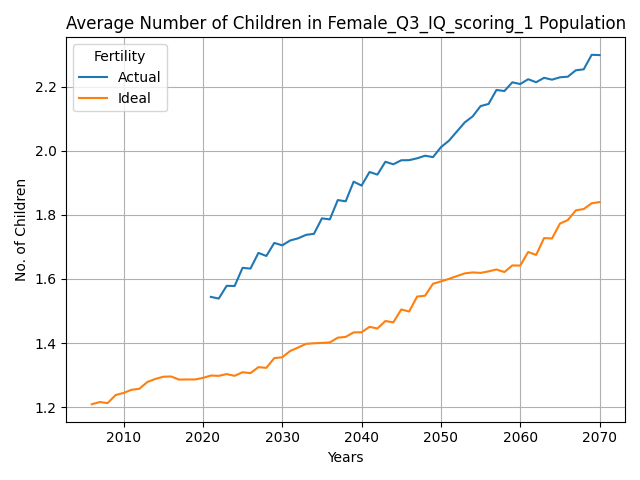 Average Number of Children in Female_Q3_IQ_scoring_1 Population
Fertility
Actual
Ideal
No. of Children
2.2
2.0
1.8
1.6
1.4
1.2
2010 2020 2030 2040 2050 2060 2070
Years